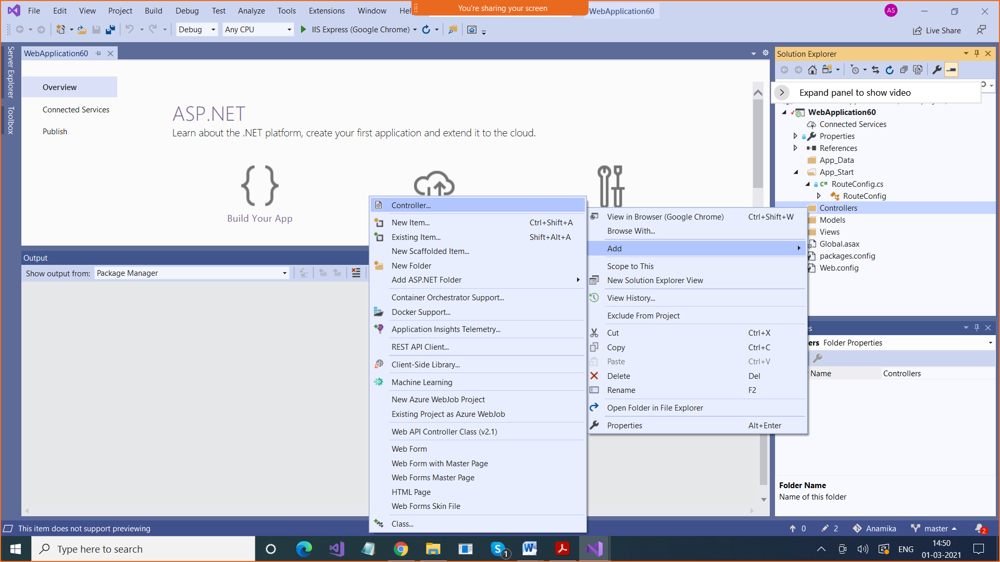 File Edit View Project Build Debug Test Analyze Tools Extensions Window Hel
You're sharing your screen
WebApplication60
AS
Debug Any CPU IIS Express (Google Chrome) Live Share
Server Explorer
Toolbox
WebApplication60
Overview
Connected Services
Publish
ASP.NET
Learn about the .NET platform, create your first application and extend it to the cloud.
Build Your App
Output
Show output from: Package Manager
Controller...
New Item... Ctrl+Shift+A
Existing Item... Shift+Alt+A
New Scaffolded Item...
New Folder
Add ASP.NET Folder
Container Orchestrator Support...
Docker Support...
Application Insights Telemetry...
REST API Client...
Client-Side Library...
Machine Learning
New Azure WebJob Project
Existing Project as Azure WebJob
Web API Controller Class (v2.1)
Web Form
Web Form with Master Page
Web Forms Master Page
HTML Page
Web Forms Skin File
Class...
View in Browser (Google Chrome) Ctrl+Shift+W
Browse With...
Add
Scope to This
New Solution Explorer View
View History...
Exclude From Project
Cut Ctrl+X
Copy Ctrl+C
Paste Ctrl+V
Delete Del
Rename F2
Open Folder in File Explorer
Properties Alt+Enter
Solution Explorer
Expand panel to show video
WebApplication60
Connected Services
Properties
References
App_Data
App_Start
C# RouteConfig.cs
RouteConfig
Controllers
Models
Views
Global.asax
packages.config
Web.config
es
ers Folder Properties
Name Controllers
Folder Name
Name of this folder
This item does not support previewing
0 2 Anamika master 2
Type here to search
1
ENG
14:50
01-03-2021